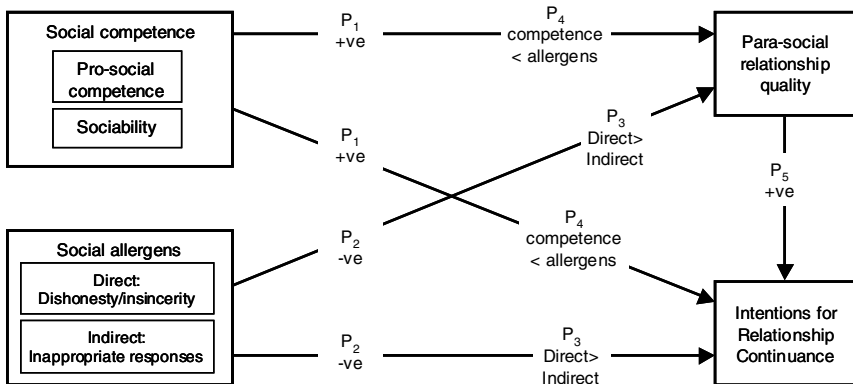 Social competence
Pro-social
competence
Sociability
P1
+ve
P4
competence
< allergens
Para-social
relationship
quality
P1
+ve
P3
Direct>
Indirect
P5
+ve
Social allergens
Direct:
Dishonesty/insincerity
Indirect:
Inappropriate responses
P2
-ve
P4
competence
< allergens
P2
-ve
P3
Direct>
Indirect
Intentions for
Relationship
Continuance